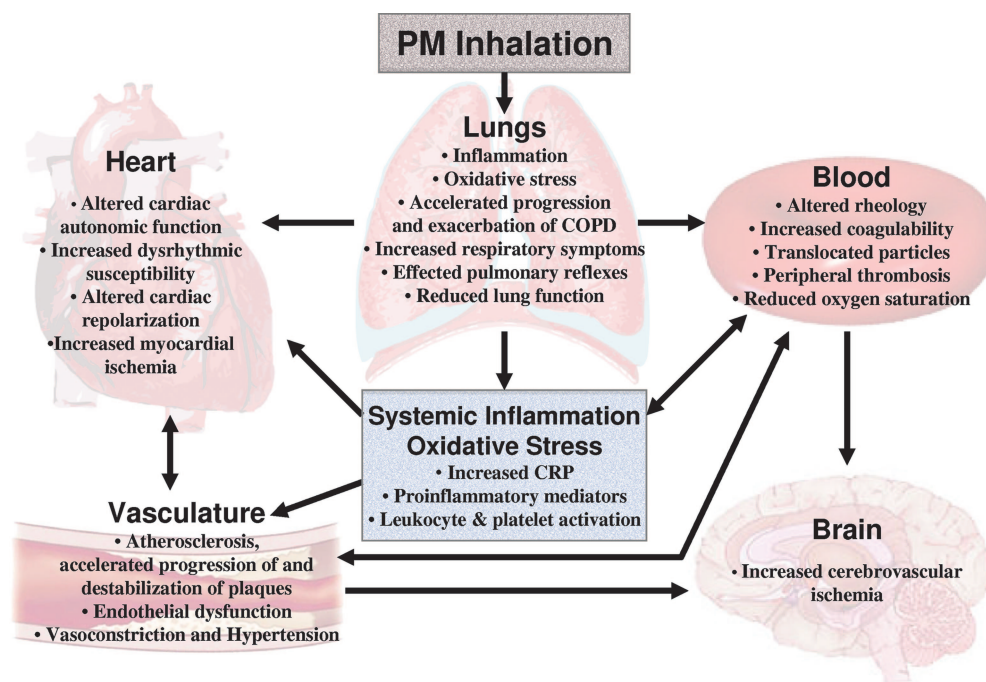 PM Inhalation
Lungs
• Inflammation
• Oxidative stress
• Accelerated progression
and exacerbation of COPD
• Increased respiratory symptoms
• Effected pulmonary reflexes
• Reduced lung function
Heart
• Altered cardiac
autonomic function
• Increased dysrhythmic
susceptibility
• Altered cardiac
repolarization
•Increased myocardial
ischemia
Blood
• Altered rheology
• Increased coagulability
• Translocated particles
• Peripheral thrombosis
• Reduced oxygen saturation
Systemic Inflammation
Oxidative Stress
• Increased CRP
• Proinflammatory mediators
• Leukocyte & platelet activation
Vasculature
• Atherosclerosis,
accelerated progression of and
destabilization of plaques
• Endothelial dysfunction
• Vasoconstriction and Hypertension
Brain
• Increased cerebrovascular
ischemia